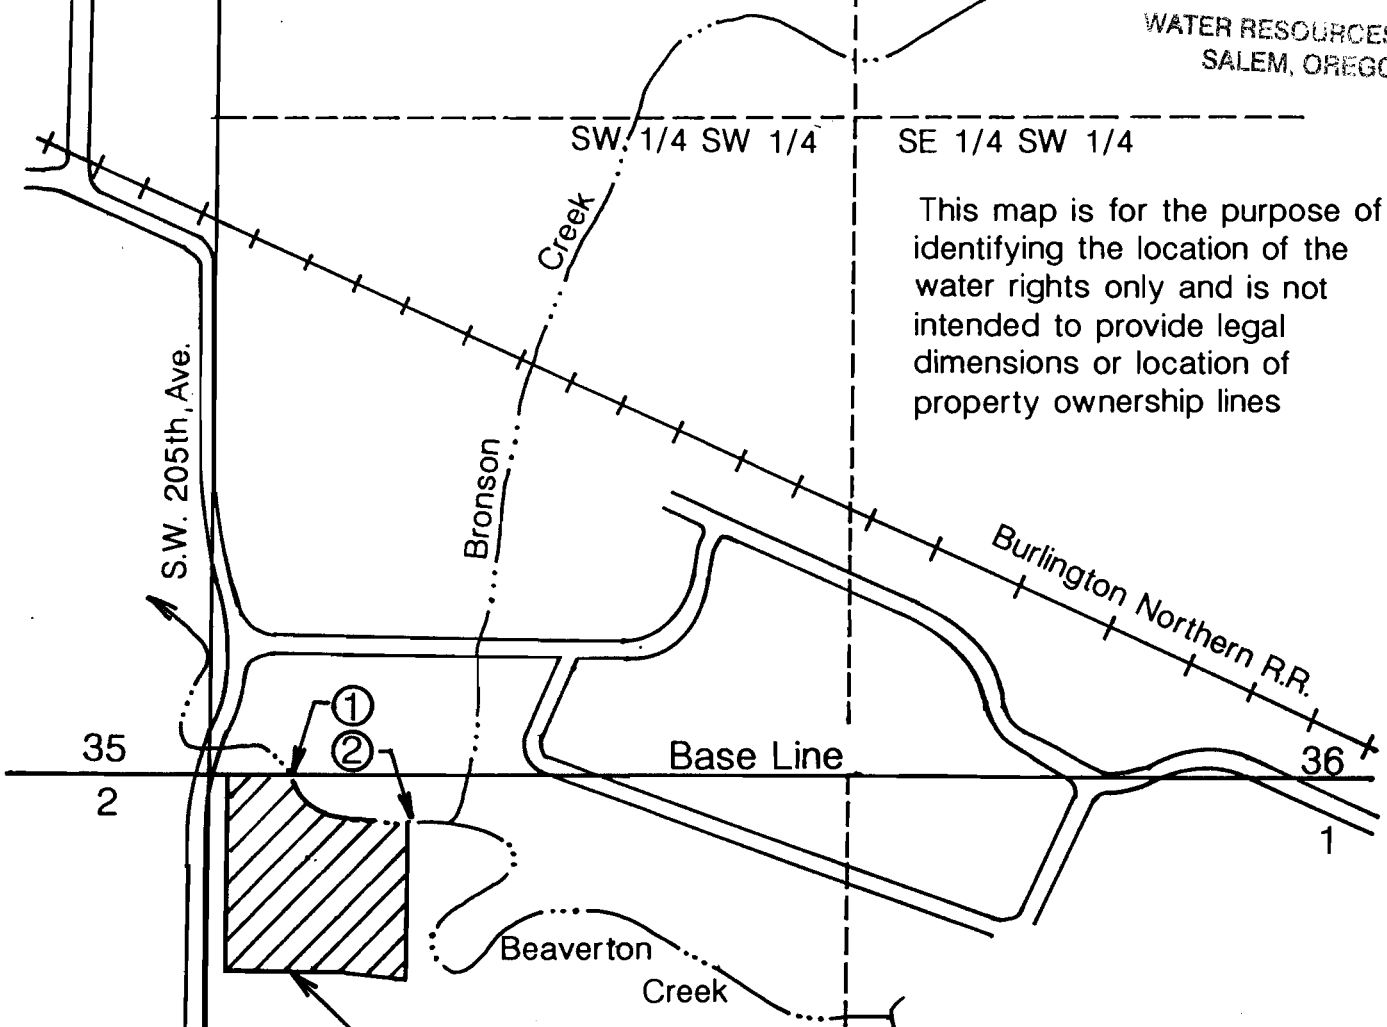 WATER RESOURCES
SALEM, OREGO
SW 1/4 SW 1/4
SE 1/4 SW 1/4
This map is for the purpose of
identifying the location of the
water rights only and is not
intended to provide legal
dimensions or location of
property ownership lines
Creek
S.W. 205th, Ave.
Bronson
Burlington Northern R.R.
1
2
35
Base Line
36
2
1
Beaverton
Creek